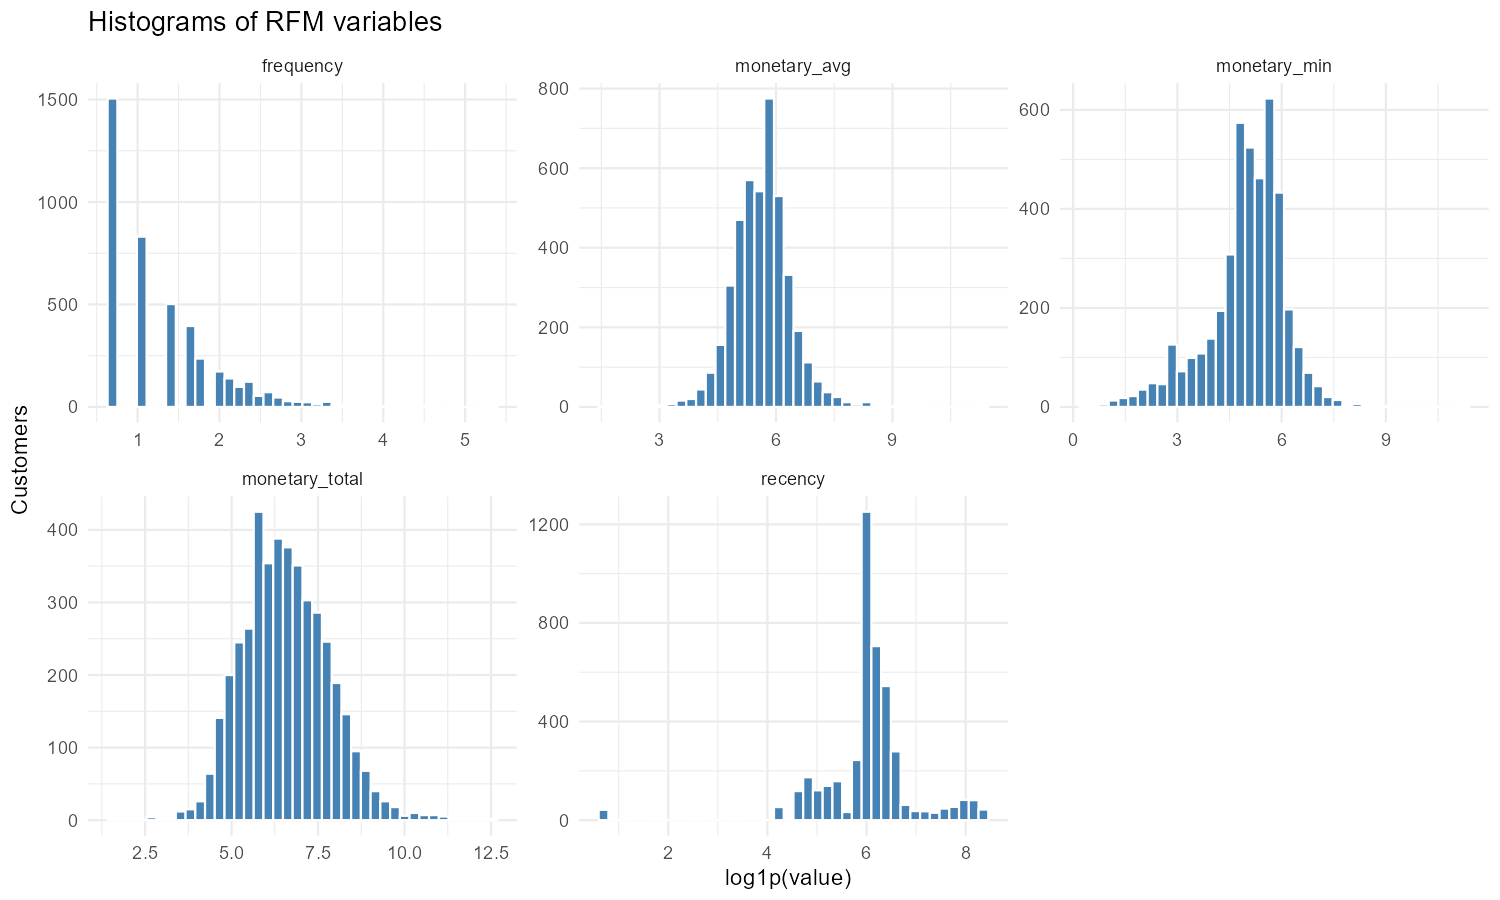 Histograms of RFM variables
frequency
monetary_avg
monetary_min
1500
1000
500
0
1 2 3 4 5
800
600
400
200
0
3 6 9
600
400
200
0
0 3 6 9
Customers
monetary_total
recency
400
300
200
100
0
2.5 5.0 7.5 10.0 12.5
1200
800
400
0
2 4 6 8
log1p(value)